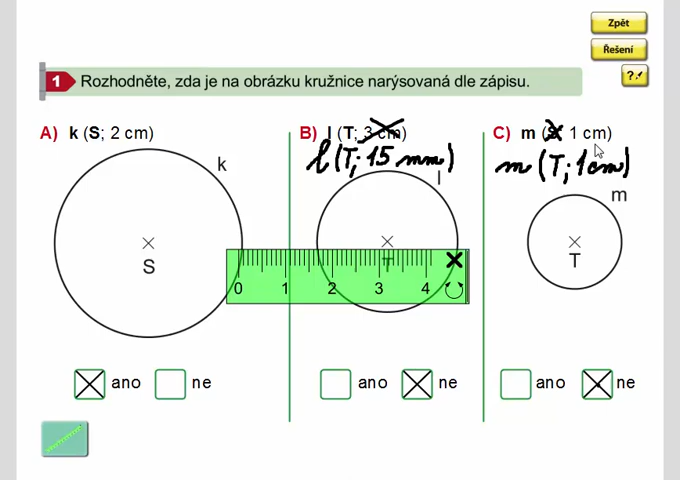 Zpět
Řešení
?
1 Rozhodněte, zda je na obrázku kružnice narýsovaná dle zápisu.
A) k (S; 2 cm)
B) l (T; 3 cm)
C) m (S; 1 cm)
l (T; 15 mm)
m (T; 1 cm)
k
l
m
S
T
T
0 1 2 3 4
ano ne
ano ne
ano ne